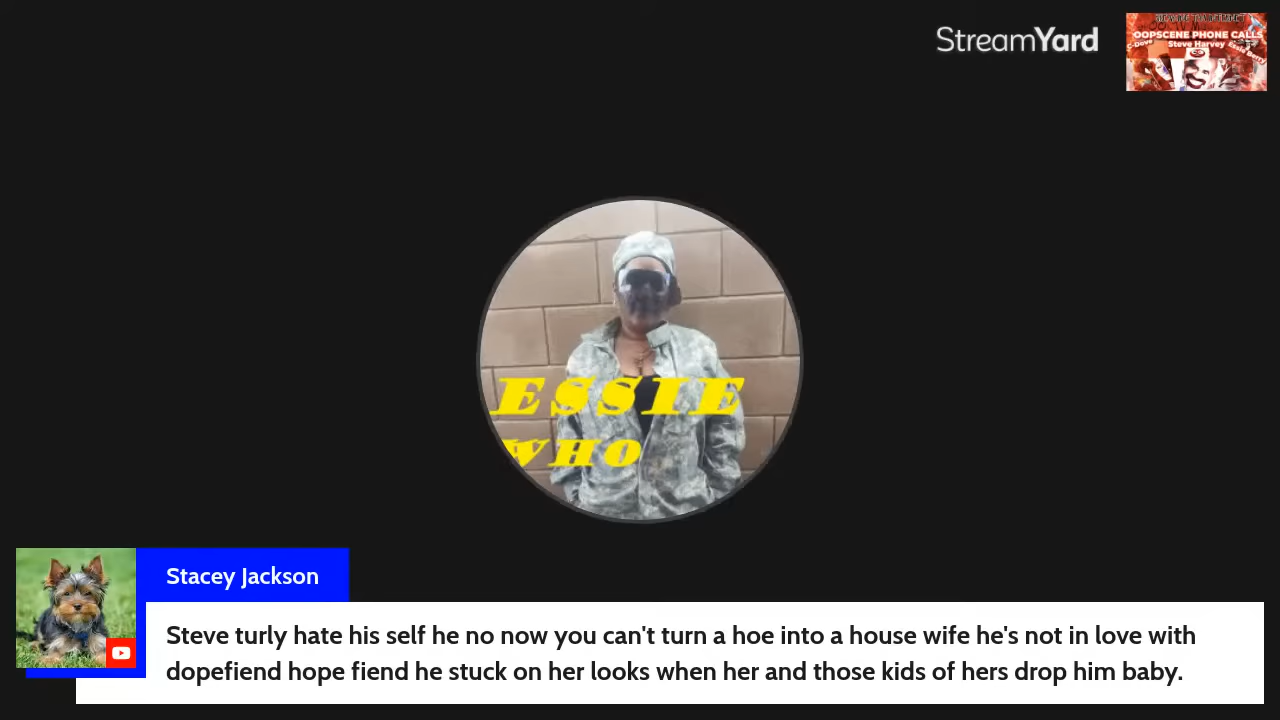 StreamYard
OOPSCENE PHONE CALLS
Steve Harvey
Essie Berry
ESSIE
WHO
Stacey Jackson
Steve turly hate his self he no now you can't turn a hoe into a house wife he's not in love with
dopefiend hope fiend he stuck on her looks when her and those kids of hers drop him baby.